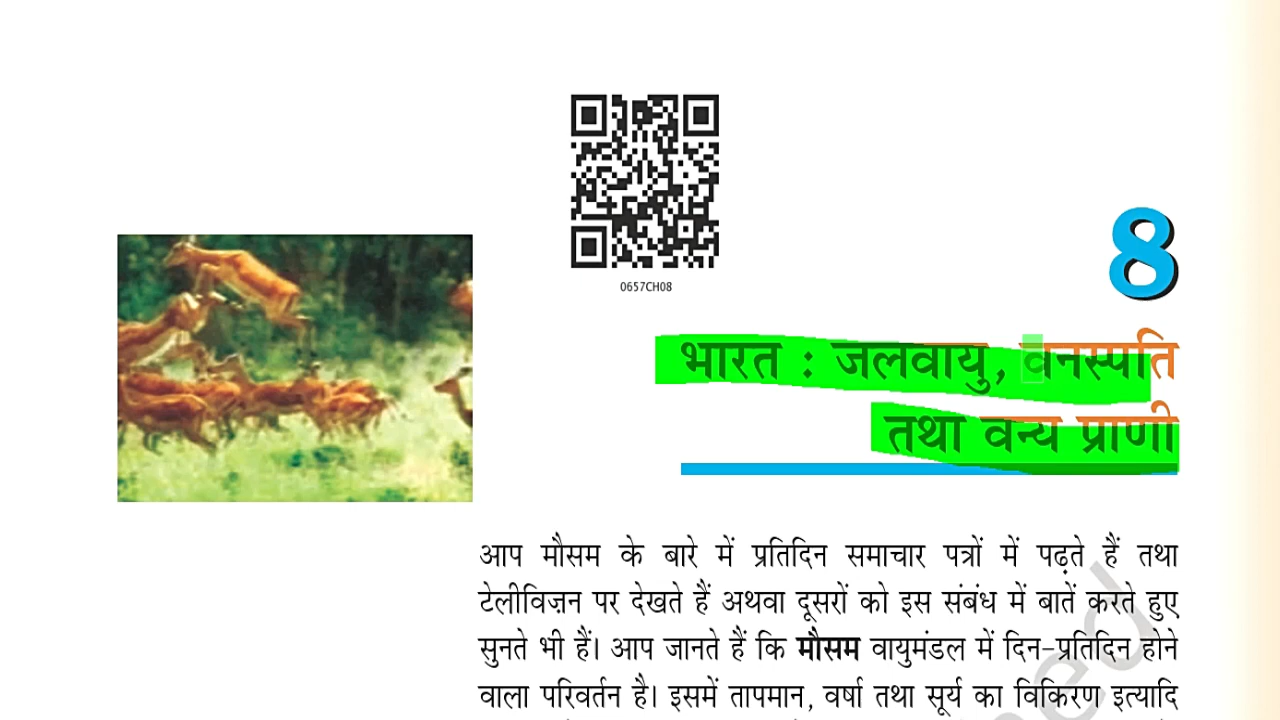 0657CH08
8
भारत : जलवायु, वनस्पति
तथा वन्य प्राणी
आप मौसम के बारे में प्रतिदिन समाचार पत्रों में पढ़ते हैं तथा
टेलीविज़न पर देखते हैं अथवा दूसरों को इस संबंध में बातें करते हुए
सुनते भी हैं। आप जानते हैं कि मौसम वायुमंडल में दिन-प्रतिदिन होने
वाला परिवर्तन है। इसमें तापमान, वर्षा तथा सूर्य का विकिरण इत्यादि